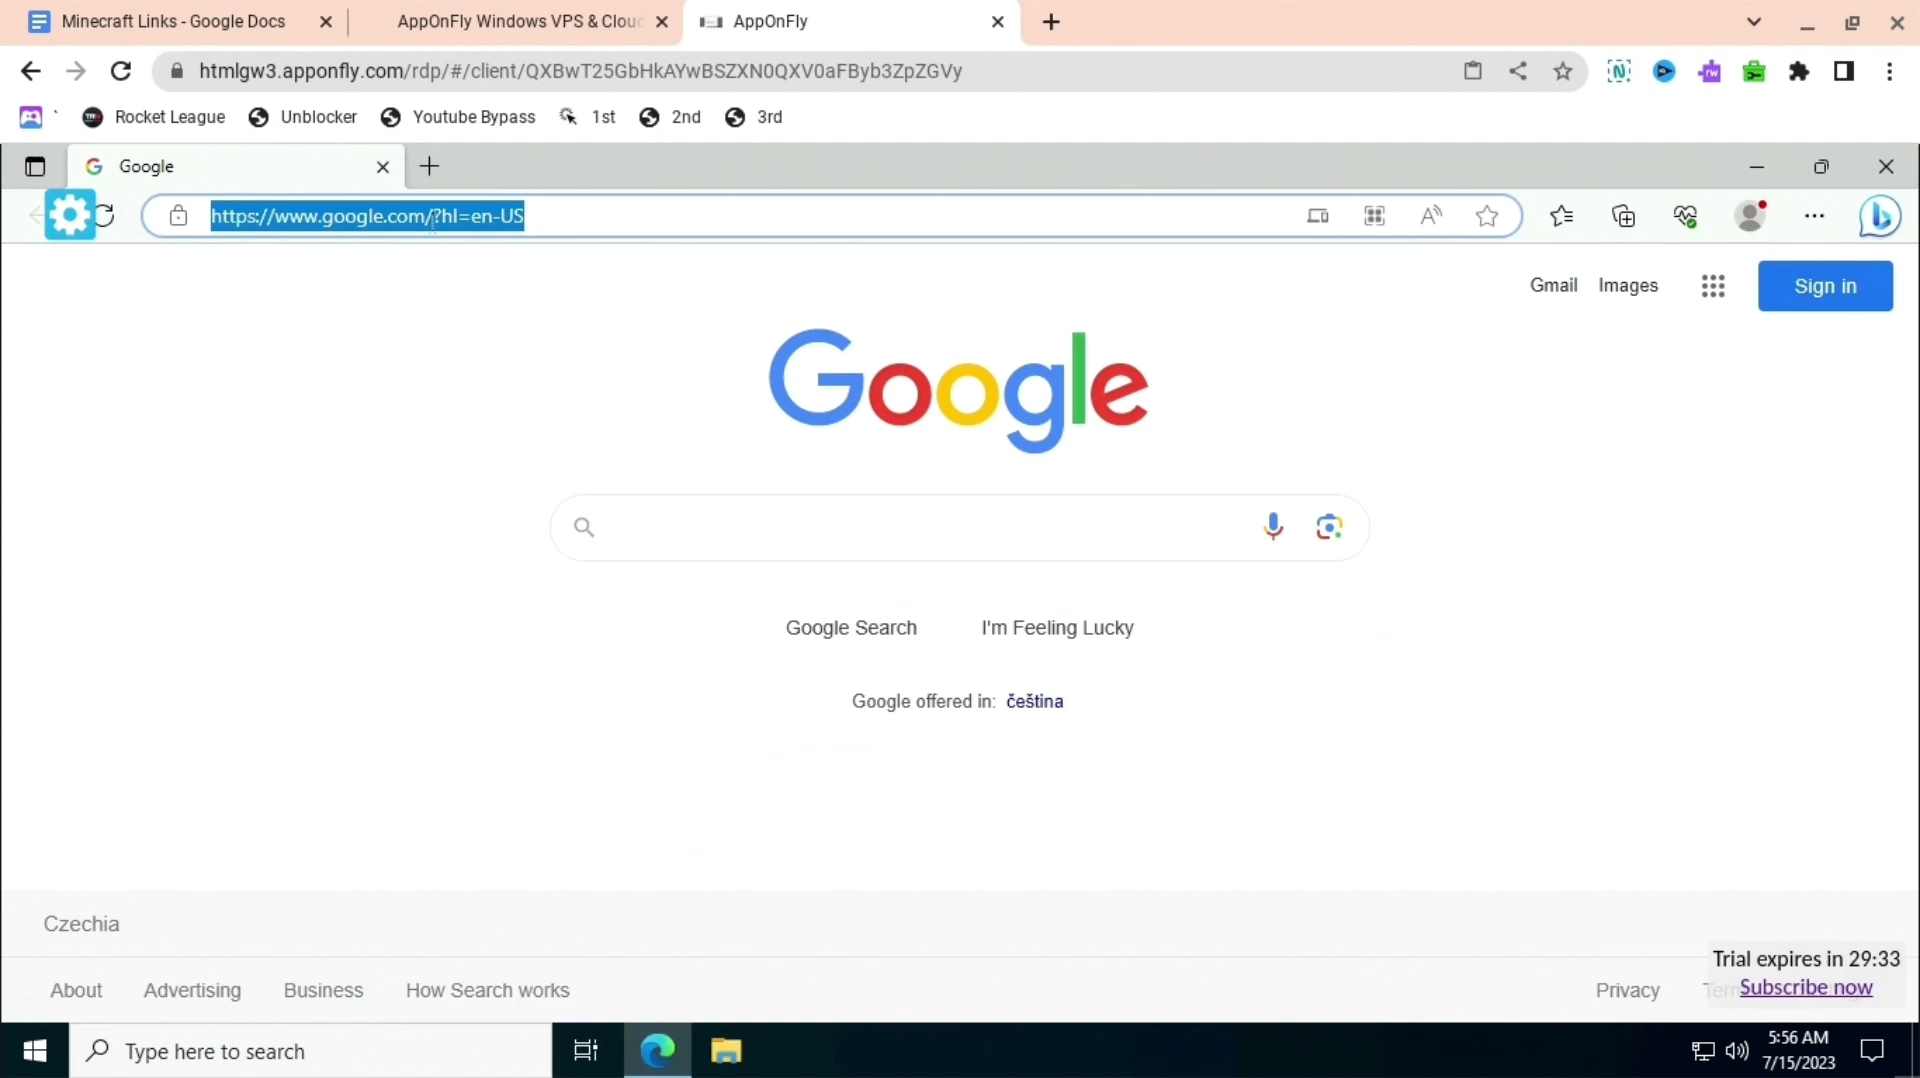 Minecraft Links - Google Docs
AppOnFly Windows VPS & Clou
AppOnFly
htmlgw3.apponfly.com/rdp/#/client/QXBwT25GbHkAYwBSZXN0QXV0aFByb3ZpZGVy
Rocket League
Unblocker
Youtube Bypass
1st
2nd
3rd
Google
https://www.google.com/?hl=en-US
Gmail
Images
Sign in
Google
Google Search
I'm Feeling Lucky
Google offered in: čeština
Czechia
Trial expires in 29:33
Subscribe now
About
Advertising
Business
How Search works
Privacy
Type here to search
5:56 AM
7/15/2023